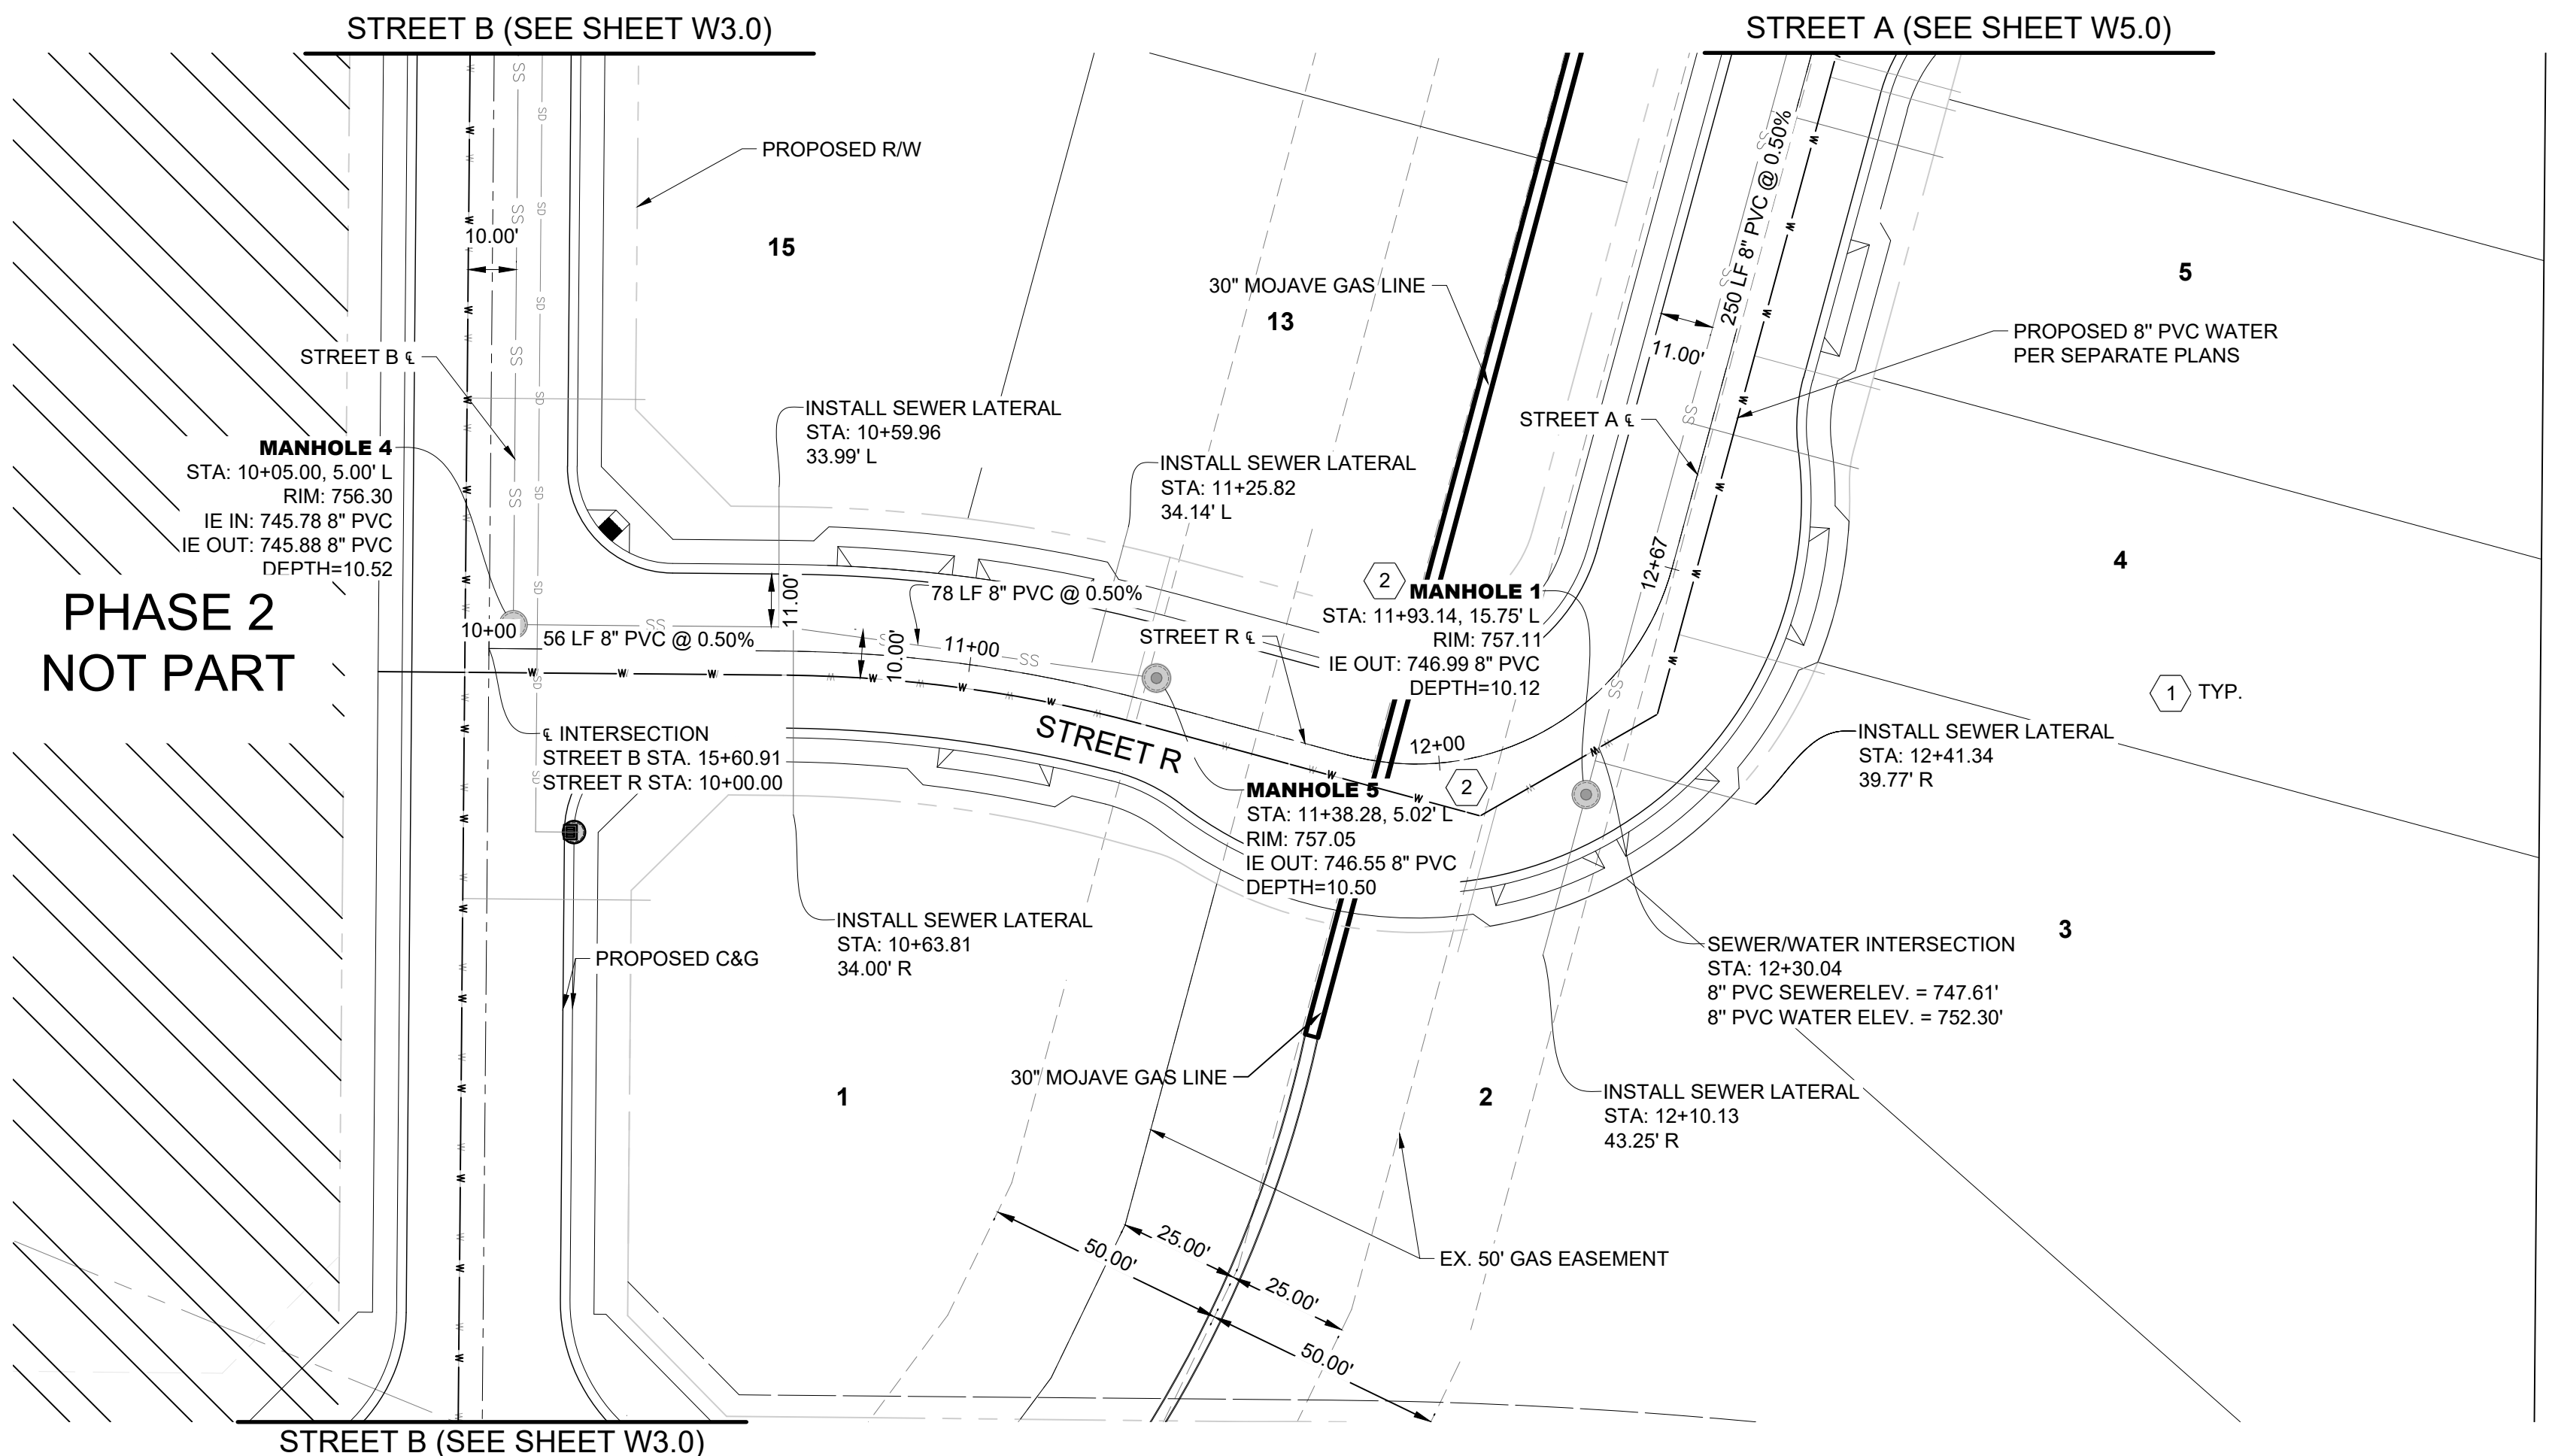 STREET B (SEE SHEET W3.0)
STREET A (SEE SHEET W5.0)
PROPOSED R/W
10.00'
15
30" MOJAVE GAS LINE
13
250 LF 8" PVC @ 0.50%
5
PROPOSED 8" PVC WATER
PER SEPARATE PLANS
11.00'
STREET B ℄
STREET A ℄
INSTALL SEWER LATERAL
STA: 10+59.96
33.99' L
MANHOLE 4
STA: 10+05.00, 5.00' L
RIM: 756.30
IE IN: 745.78 8" PVC
IE OUT: 745.88 8" PVC
DEPTH=10.52
INSTALL SEWER LATERAL
STA: 11+25.82
34.14' L
PHASE 2
NOT PART
12+67
4
2
MANHOLE 1
STA: 11+93.14, 15.75' L
RIM: 757.11
IE OUT: 746.99 8" PVC
DEPTH=10.12
11.00'
78 LF 8" PVC @ 0.50%
10+00
56 LF 8" PVC @ 0.50%
10.00'
11+00
STREET R ℄
1
TYP.
STREET R
12+00
℄ INTERSECTION
STREET B STA. 15+60.91
STREET R STA: 10+00.00
INSTALL SEWER LATERAL
STA: 12+41.34
39.77' R
2
MANHOLE 5
STA: 11+38.28, 5.02' L
RIM: 757.05
IE OUT: 746.55 8" PVC
DEPTH=10.50
INSTALL SEWER LATERAL
STA: 10+63.81
34.00' R
3
SEWER/WATER INTERSECTION
STA: 12+30.04
8" PVC SEWERELEV. = 747.61'
8" PVC WATER ELEV. = 752.30'
PROPOSED C&G
30" MOJAVE GAS LINE
1
2
INSTALL SEWER LATERAL
STA: 12+10.13
43.25' R
EX. 50' GAS EASEMENT
25.00'
50.00'
25.00'
50.00'
STREET B (SEE SHEET W3.0)